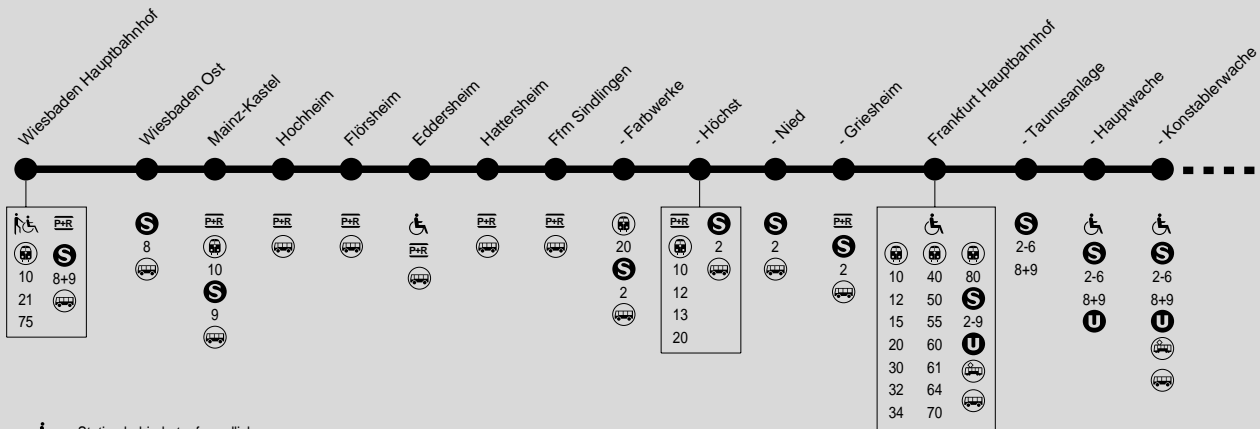 Wiesbaden Hauptbahnhof
Wiesbaden Ost
Mainz-Kastel
Hochheim
Flörsheim
Eddersheim
Hattersheim
Ffm Sindlingen
- Farbwerke
- Höchst
- Nied
- Griesheim
Frankfurt Hauptbahnhof
- Taunusanlage
- Hauptwache
- Konstablerwache
P+R
10
21
75
S
8+9
S
8
P+R
10
S
9
P+R
P+R
P+R
P+R
P+R
20
S
2
P+R
10
12
13
20
S
2
S
2
P+R
S
2
10
12
15
20
30
32
34
40
50
55
60
61
64
70
80
S
2-9
U
S
2-6
8+9
S
2-6
8+9
U
S
2-6
8+9
U